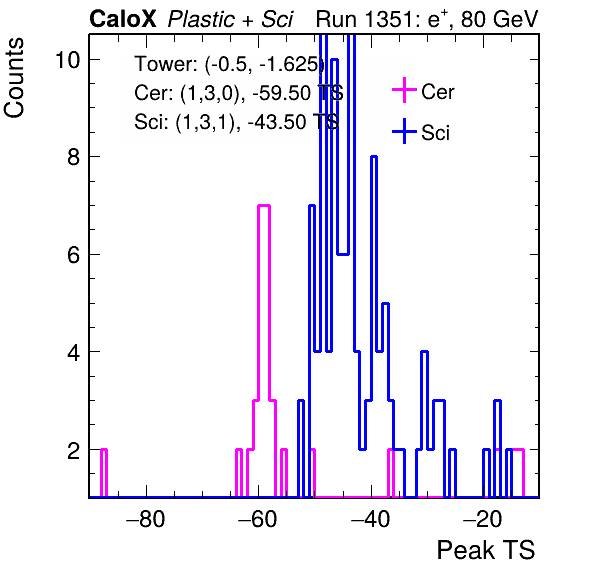 CaloX Plastic + Sci Run 1351: e+, 80 GeV
Counts
Tower: (-0.5, -1.625)
Cer: (1,3,0), -59.50 TS
Sci: (1,3,1), -43.50 TS
Cer
Sci
10
8
6
4
2
−80 −60 −40 −20
Peak TS